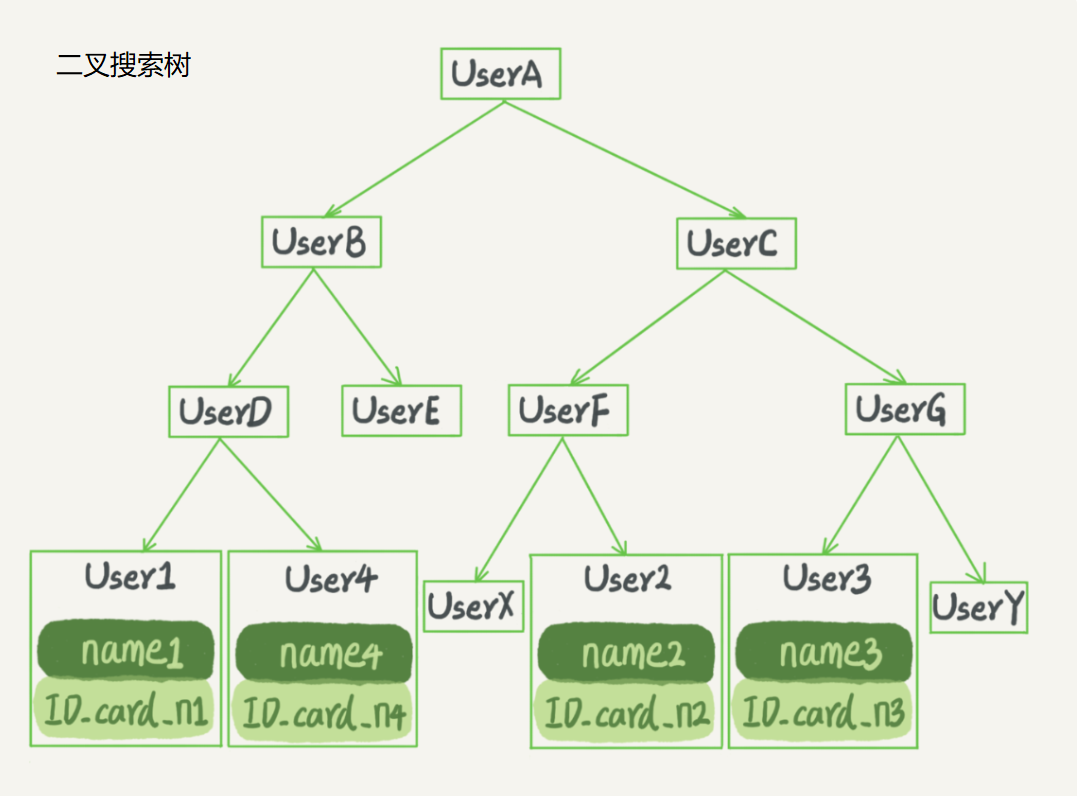 二叉搜索树
UserA
UserB
UserC
UserD
UserE
UserF
UserG
User1
name1
ID_card_n1
User4
name4
ID_card_n4
UserX
User2
name2
ID_card_n2
User3
name3
ID_card_n3
UserY